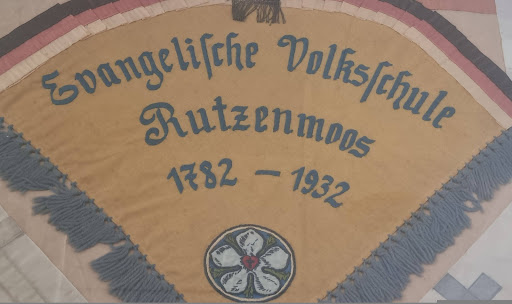 Evangeliſche Volksſchule
Rutzenmoos
1782 – 1932